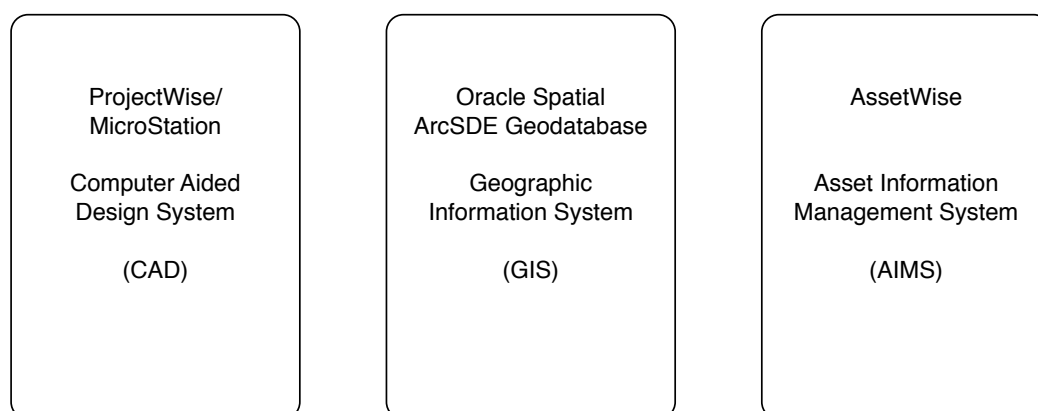 ProjectWise/
MicroStation
Computer Aided
Design System
(CAD)
Oracle Spatial
ArcSDE Geodatabase
Geographic
Information System
(GIS)
AssetWise
Asset Information
Management System
(AIMS)